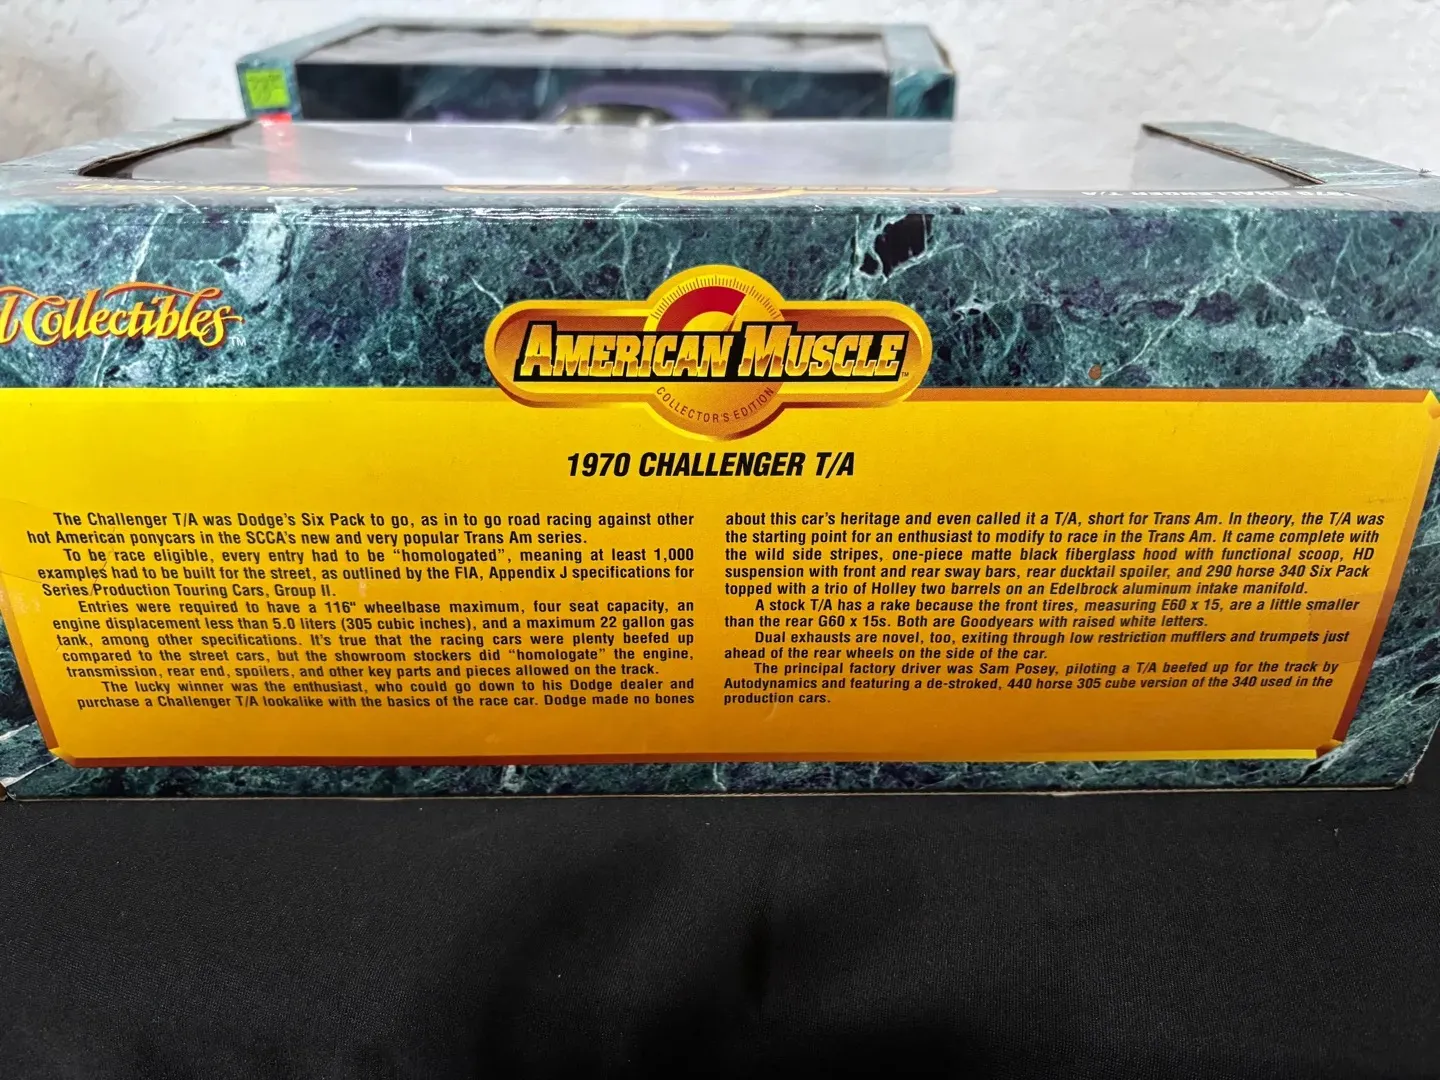 Collectibles™
AMERICAN MUSCLE™
COLLECTOR'S EDITION
1970 CHALLENGER T/A
The Challenger T/A was Dodge's Six Pack to go, as in to go road racing against other
hot American ponycars in the SCCA's new and very popular Trans Am series.
To be race eligible, every entry had to be "homologated", meaning at least 1,000
examples had to be built for the street, as outlined by the FIA, Appendix J specifications for
Series/Production Touring Cars, Group II.
Entries were required to have a 116" wheelbase maximum, four seat capacity, an
engine displacement less than 5.0 liters (305 cubic inches), and a maximum 22 gallon gas
tank, among other specifications. It's true that the racing cars were plenty beefed up
compared to the street cars, but the showroom stockers did "homologate" the engine,
transmission, rear end, spoilers, and other key parts and pieces allowed on the track.
The lucky winner was the enthusiast, who could go down to his Dodge dealer and
purchase a Challenger T/A lookalike with the basics of the race car. Dodge made no bones
about this car's heritage and even called it a T/A, short for Trans Am. In theory, the T/A was
the starting point for an enthusiast to modify to race in the Trans Am. It came complete with
the wild side stripes, one-piece matte black fiberglass hood with functional scoop, HD
suspension with front and rear sway bars, rear ducktail spoiler, and 290 horse 340 Six Pack
topped with a trio of Holley two barrels on an Edelbrock aluminum intake manifold.
A stock T/A has a rake because the front tires, measuring E60 x 15, are a little smaller
than the rear G60 x 15s. Both are Goodyears with raised white letters.
Dual exhausts are novel, too, exiting through low restriction mufflers and trumpets just
ahead of the rear wheels on the side of the car.
The principal factory driver was Sam Posey, piloting a T/A beefed up for the track by
Autodynamics and featuring a de-stroked, 440 horse 305 cube version of the 340 used in the
production cars.